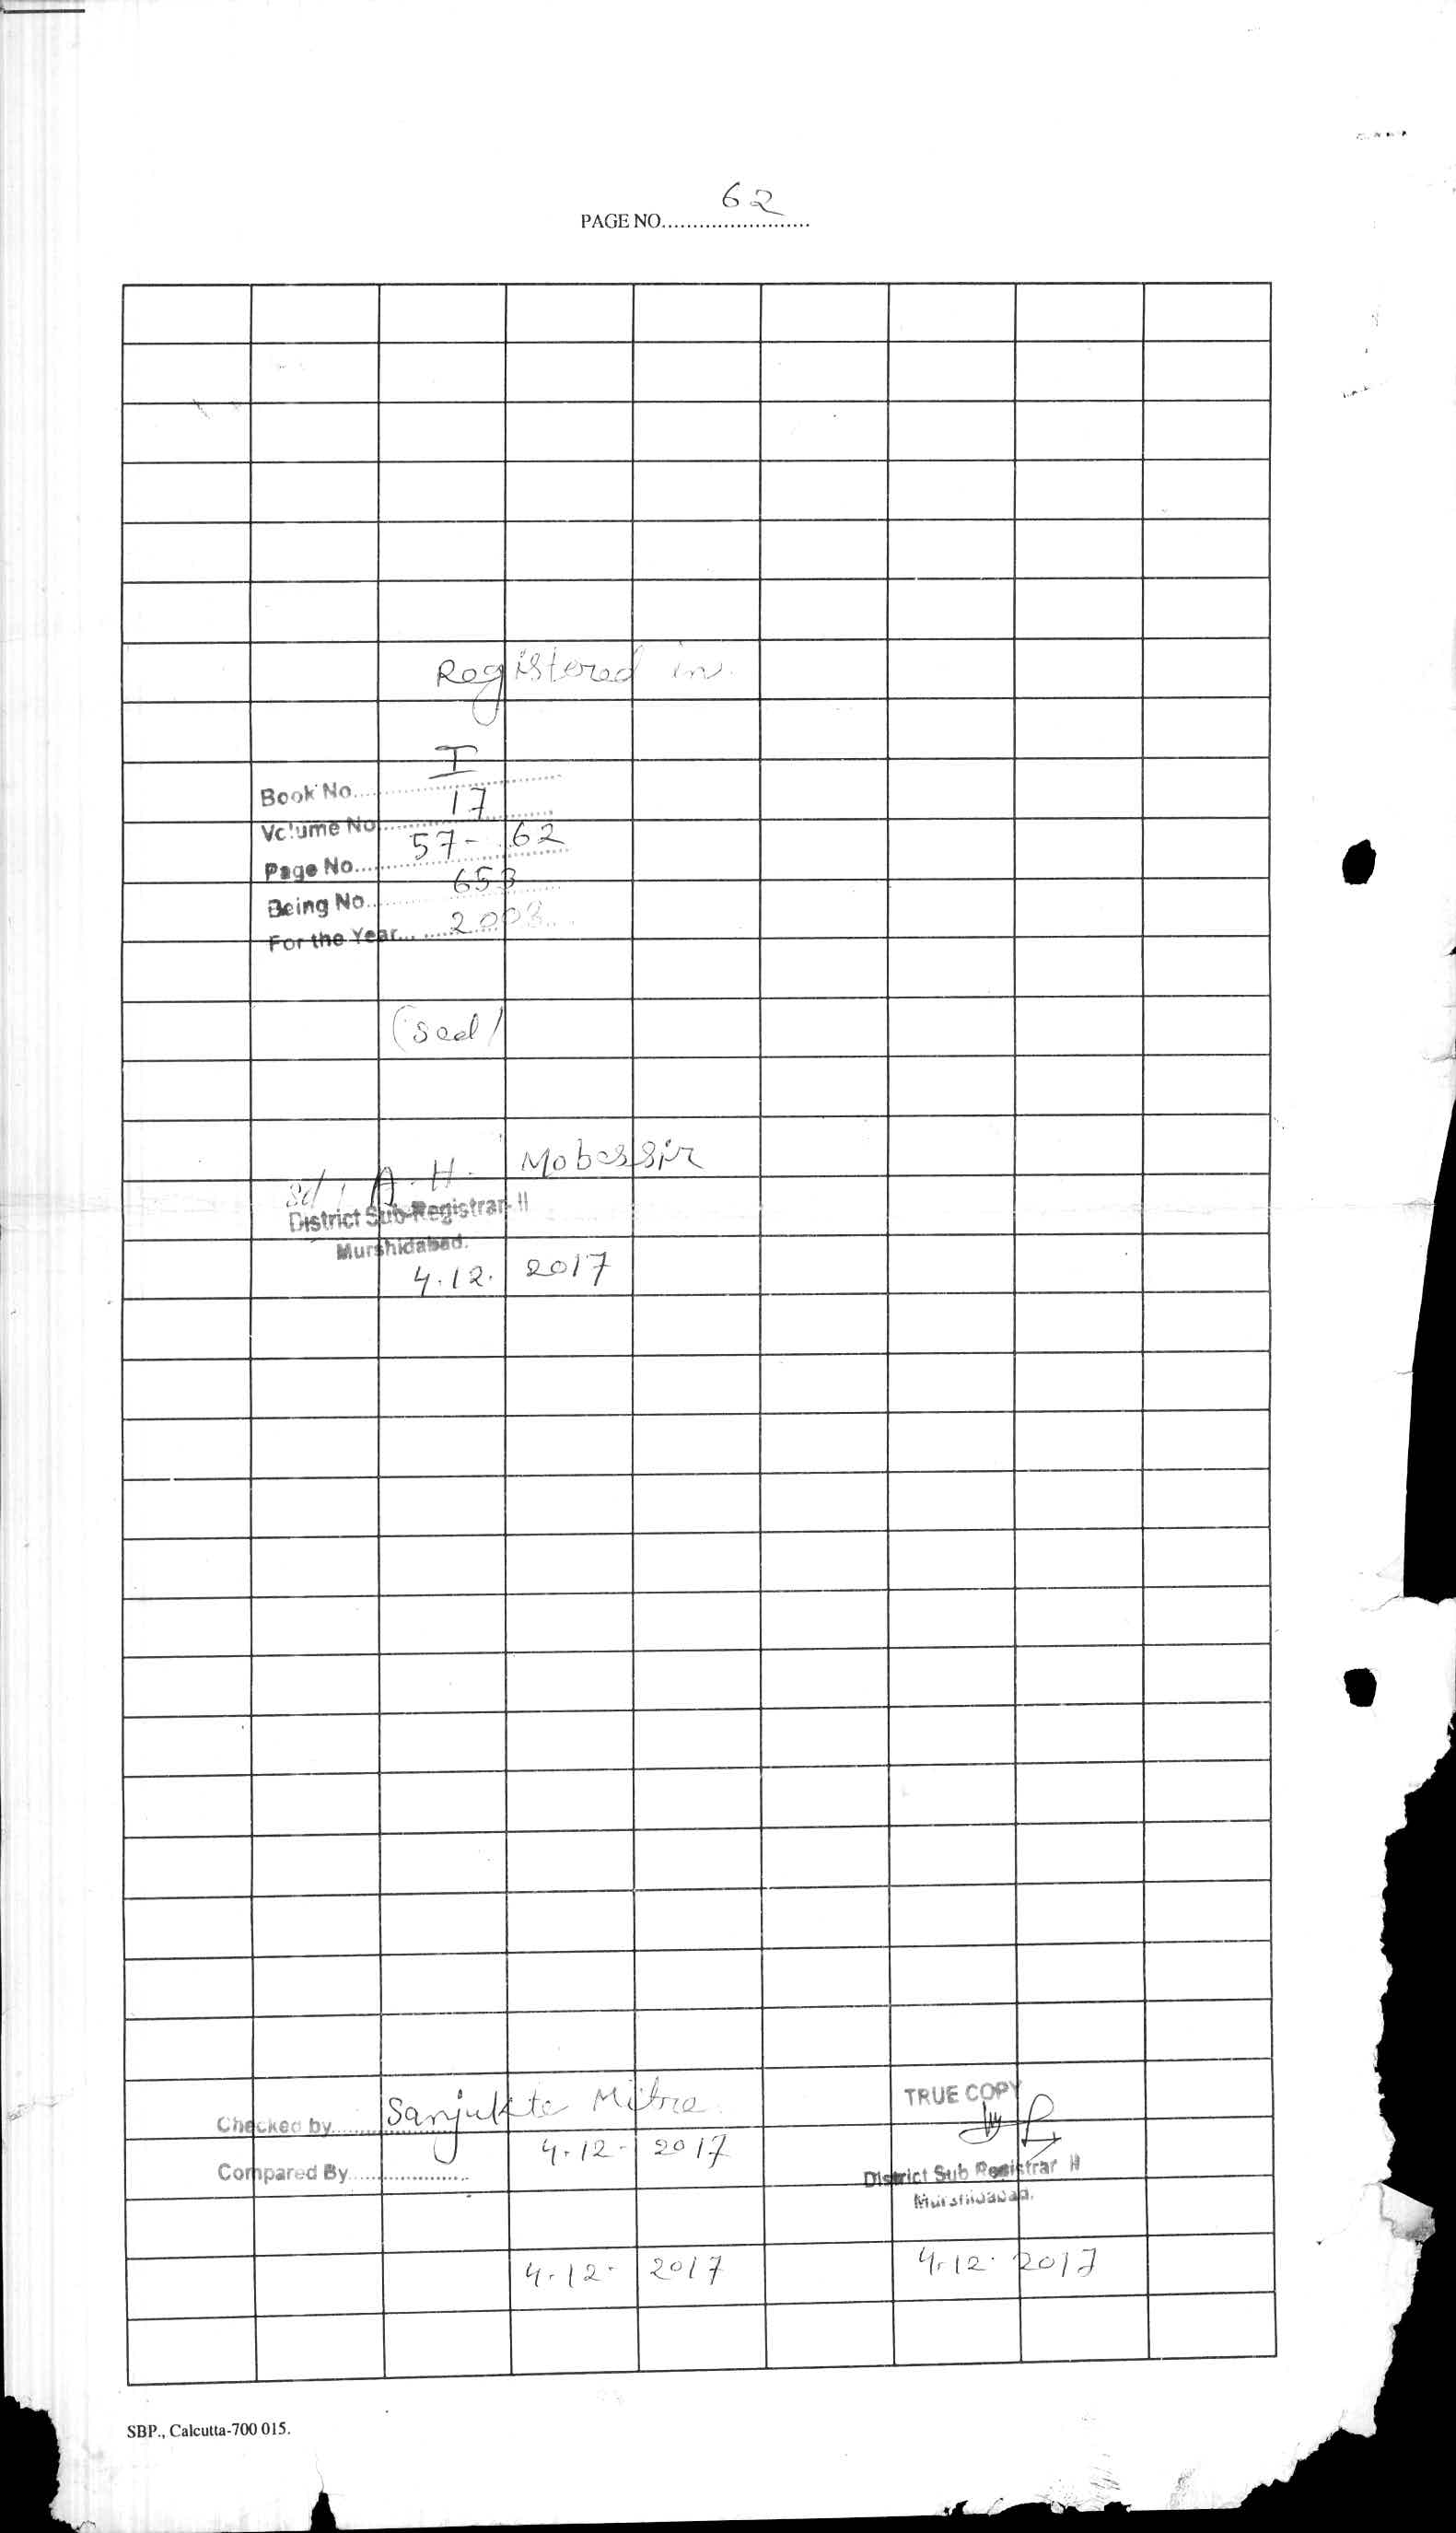 PAGE NO. 62
Registered in
Book No. I
Volume No. 17
Page No. 57- 62
Being No. 653
For the Year 2003
(Seal)
Sd/ A. H. Mobassir
District Sub-Registrar-II
Murshidabad.
4.12. 2017
Checked by Sanjukta Mitra
4.12. 2017
Compared By
4.12. 2017
TRUE COPY
District Sub Registrar II
Murshidabad.
4.12. 2017
SBP., Calcutta-700 015.